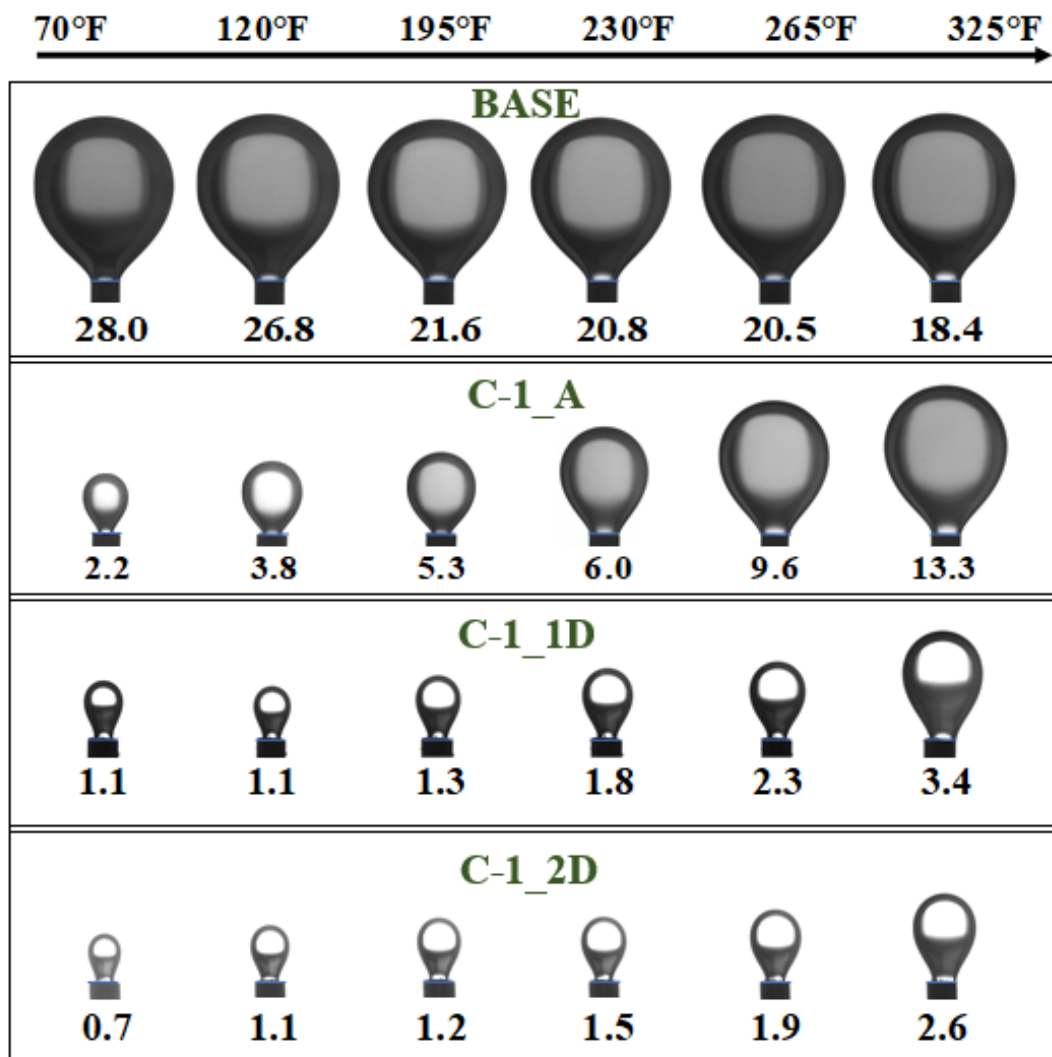 70°F 120°F 195°F 230°F 265°F 325°F
BASE
28.0 26.8 21.6 20.8 20.5 18.4
C-1_A
2.2 3.8 5.3 6.0 9.6 13.3
C-1_1D
1.1 1.1 1.3 1.8 2.3 3.4
C-1_2D
0.7 1.1 1.2 1.5 1.9 2.6